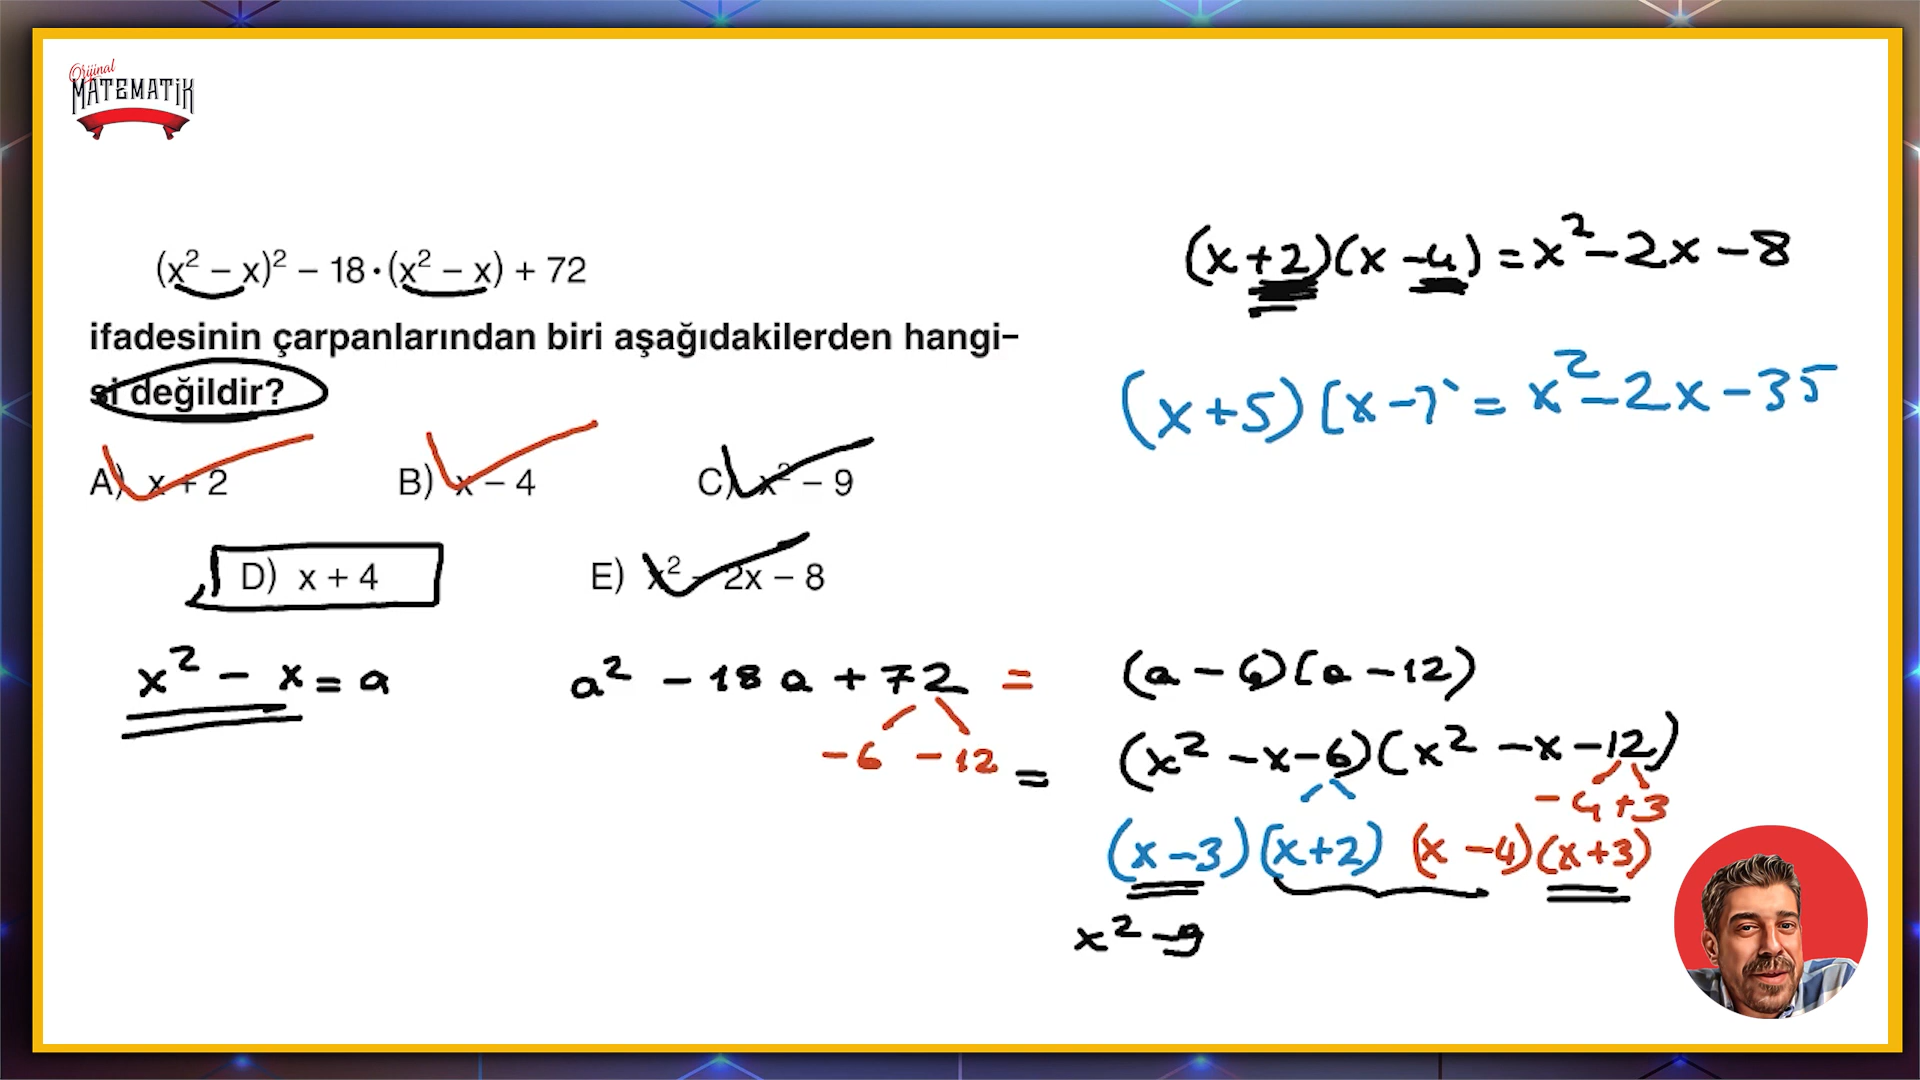 Orijinal
MATEMATİK
(x² – x)² – 18·(x² – x) + 72
ifadesinin çarpanlarından biri aşağıdakilerden hangi–
si değildir?
A) x + 2 B) x – 4 C) x² – 9
D) x + 4 E) x² – 2x – 8
(x+2)(x-4) = x² - 2x - 8
(x+5)(x-7) = x² - 2x - 35
x² - x = a
a² - 18a + 72 = (a - 6)(a - 12)
-6 -12
= (x² - x - 6)(x² - x - 12)
-4 +3
(x-3)(x+2) (x-4)(x+3)
x² - 9